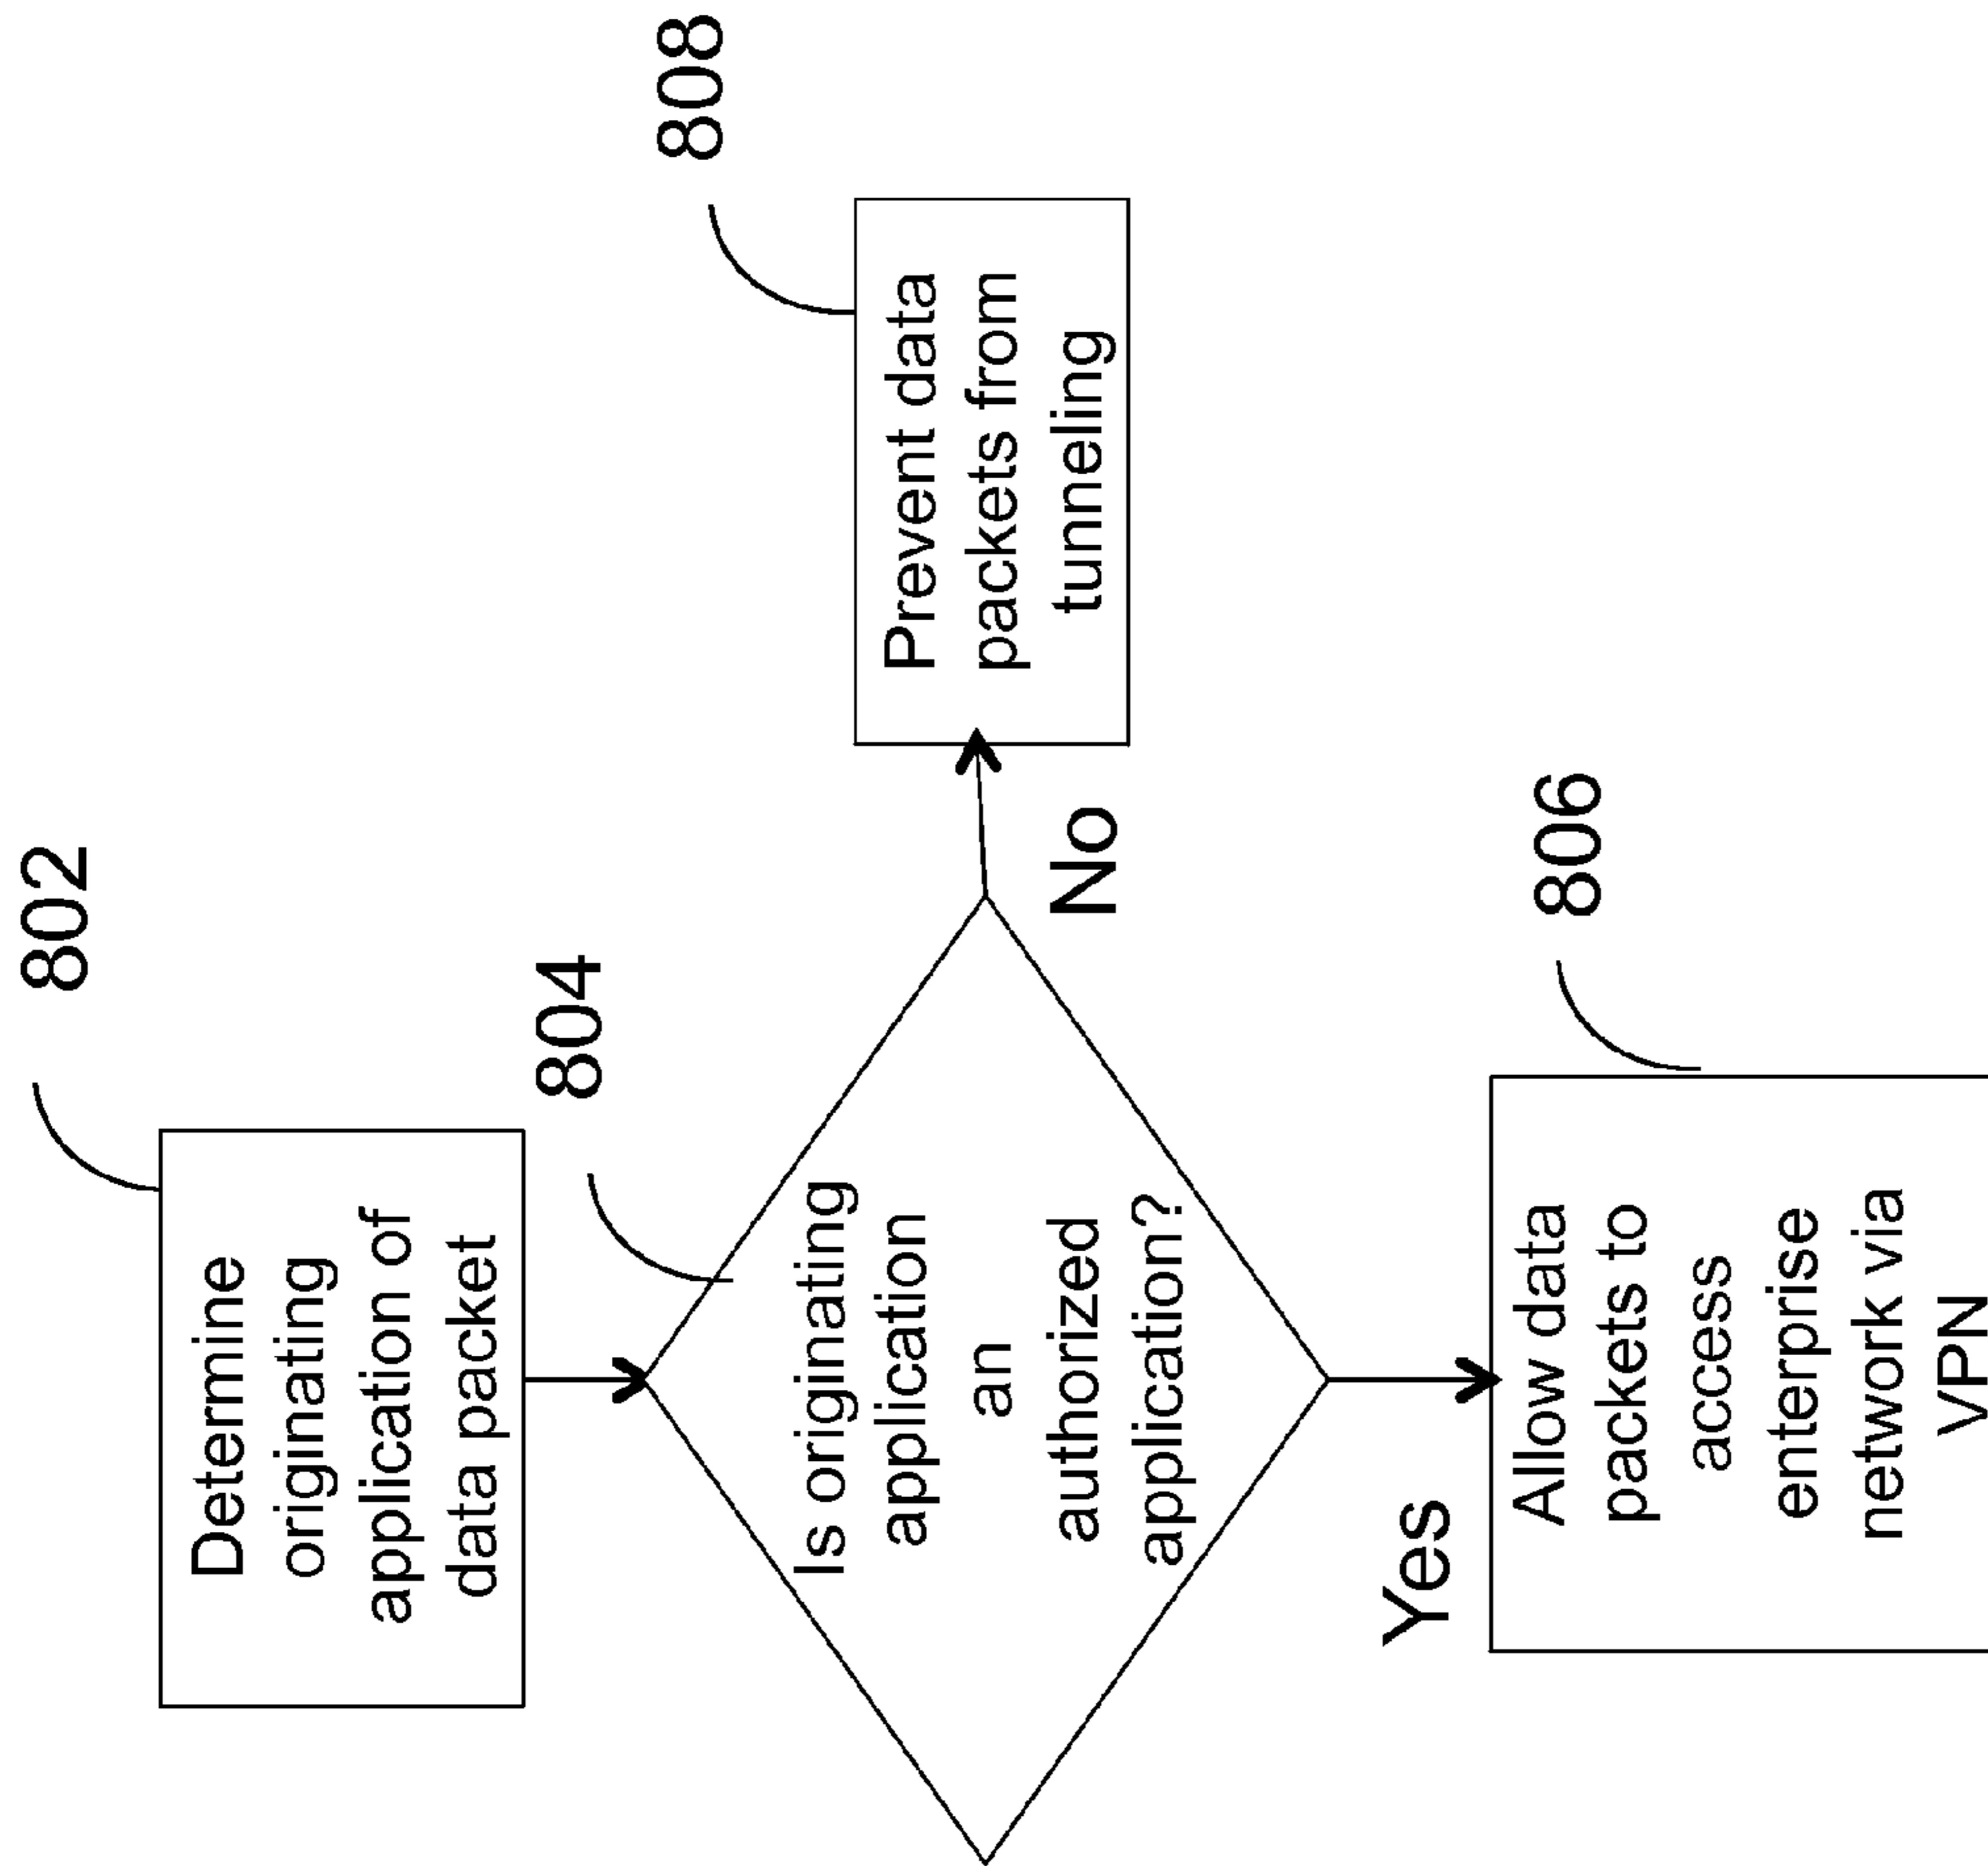 802
Determine
originating
application of
data packet
804
Is originating
application
an
authorized
application?
No
808
Prevent data
packets from
tunneling
Yes
806
Allow data
packets to
access
enterprise
network via
VPN